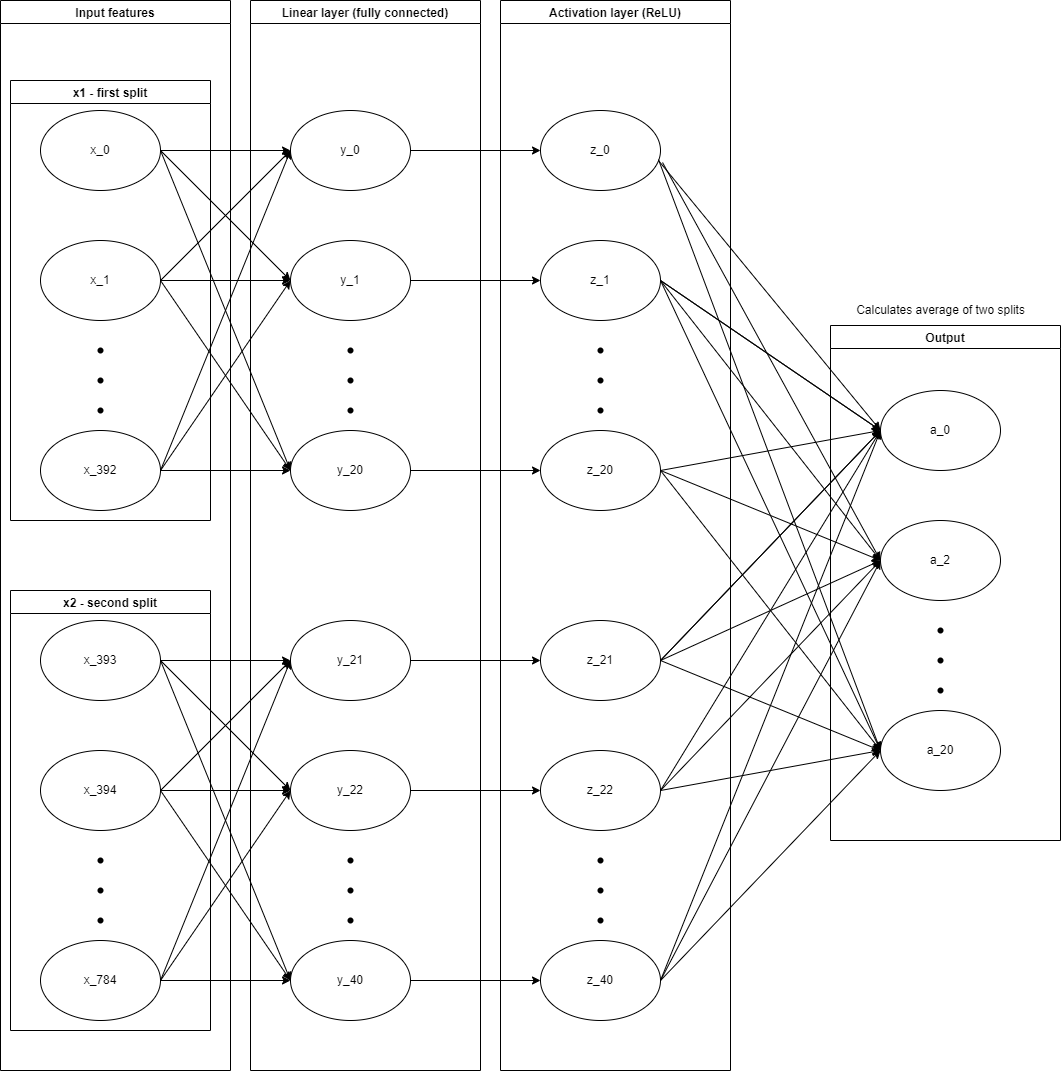 Input features
Linear layer (fully connected)
Activation layer (ReLU)
x1 - first split
x_0
y_0
z_0
x_1
y_1
z_1
Calculates average of two splits
Output
a_0
x_392
y_20
z_20
a_2
x2 - second split
x_393
y_21
z_21
a_20
x_394
y_22
z_22
x_784
y_40
z_40